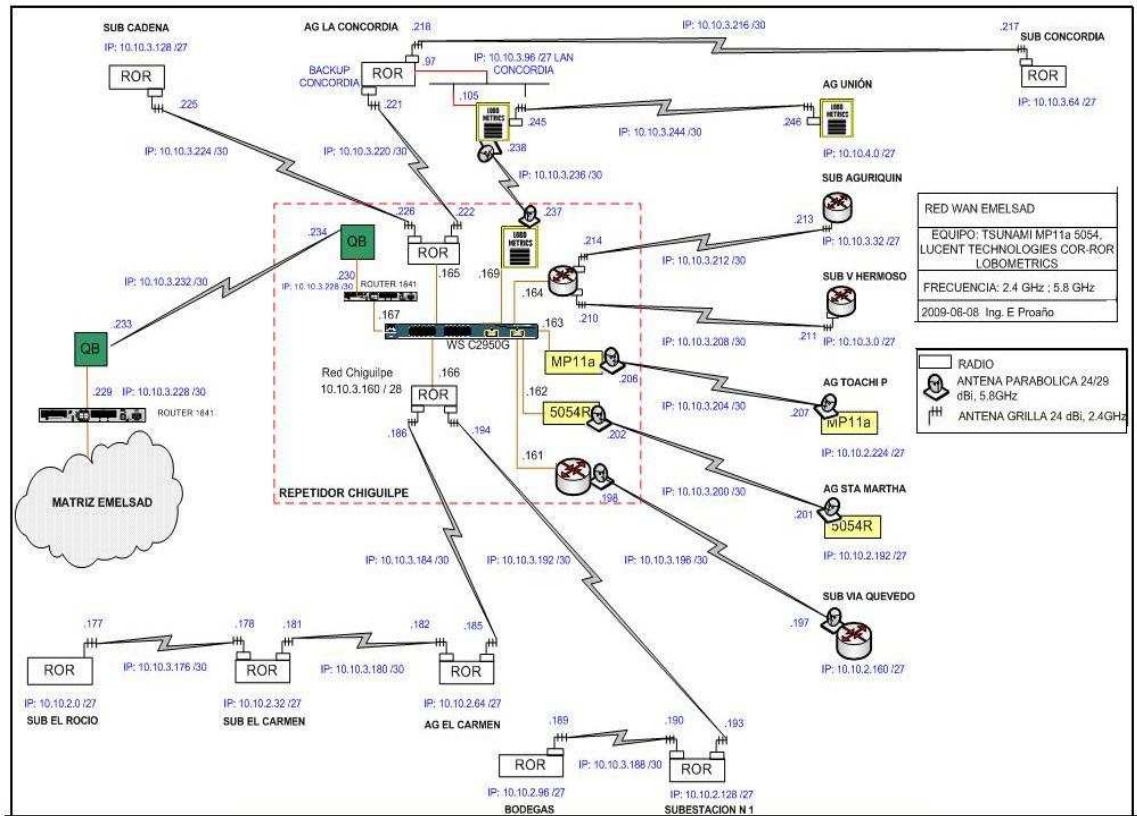 SUB CADENA
IP: 10.10.3.128 /27
ROR
.225
IP: 10.10.3.224 /30
AG LA CONCORDIA
.218
.97
BACKUP
CONCORDIA
ROR
.221
IP: 10.10.3.220 /30
IP: 10.10.3.96 /27 LAN
CONCORDIA
.105
LOBO
METRICS
.245
.238
IP: 10.10.3.236 /30
IP: 10.10.3.216 /30
.217
SUB CONCORDIA
ROR
IP: 10.10.3.64 /27
AG UNIÓN
.246
LOBO
METRICS
IP: 10.10.3.244 /30
IP: 10.10.4.0 /27
SUB AGURIQUIN
.213
IP: 10.10.3.32 /27
IP: 10.10.3.212 /30
.214
SUB V HERMOSO
.211
IP: 10.10.3.0 /27
IP: 10.10.3.208 /30
.210
RED WAN EMELSAD
EQUIPO: TSUNAMI MP11a 5054,
LUCENT TECHNOLOGIES COR-ROR
LOBOMETRICS
FRECUENCIA: 2.4 GHz ; 5.8 GHz
2009-06-08 Ing. E Proaño
RADIO
ANTENA PARABOLICA 24/29
dBi, 5.8GHz
ANTENA GRILLA 24 dBi, 2.4GHz
.226
.222
ROR
.165
.237
LOBO
METRICS
.169
.234
QB
.230
IP: 10.10.3.228 /30
ROUTER 1841
.167
.164
.163
WS C2950G
IP: 10.10.3.232 /30
.233
QB
.229
IP: 10.10.3.228 /30
ROUTER 1841
MATRIZ EMELSAD
Red Chiguilpe
10.10.3.160 / 28
.166
ROR
.186
.194
.162
.161
MP11a
.206
5054R
.202
.198
REPETIDOR CHIGUILPE
AG TOACHI P
.207
MP11a
IP: 10.10.2.224 /27
IP: 10.10.3.204 /30
IP: 10.10.3.200 /30
AG STA MARTHA
.201
5054R
IP: 10.10.2.192 /27
IP: 10.10.3.184 /30
IP: 10.10.3.192 /30
IP: 10.10.3.196 /30
SUB VIA QUEVEDO
.197
IP: 10.10.2.160 /27
.177
ROR
IP: 10.10.3.176 /30
IP: 10.10.2.0 /27
SUB EL ROCIO
.178
.181
ROR
IP: 10.10.2.32 /27
SUB EL CARMEN
IP: 10.10.3.180 /30
.182
.185
ROR
IP: 10.10.2.64 /27
AG EL CARMEN
.189
ROR
IP: 10.10.2.96 /27
BODEGAS
IP: 10.10.3.188 /30
.190
.193
ROR
IP: 10.10.2.128 /27
SUBESTACION N 1